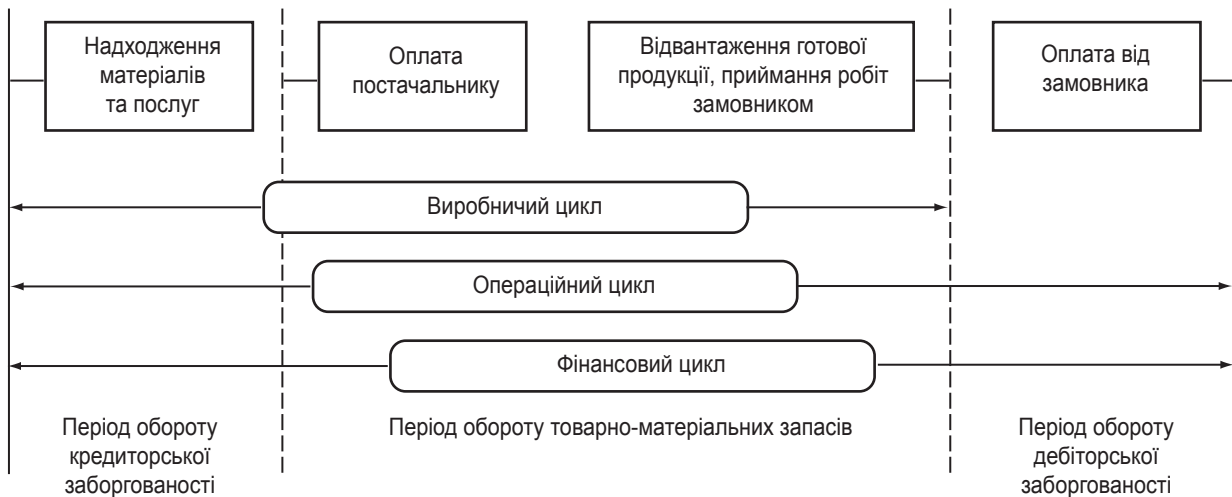 Надходження
матеріалів
та послуг
Оплата
постачальнику
Відвантаження готової
продукції, приймання робіт
замовником
Оплата від
замовника
Виробничий цикл
Операційний цикл
Фінансовий цикл
Період обороту
кредиторської
заборгованості
Період обороту товарно-матеріальних запасів
Період обороту
дебіторської
заборгованості